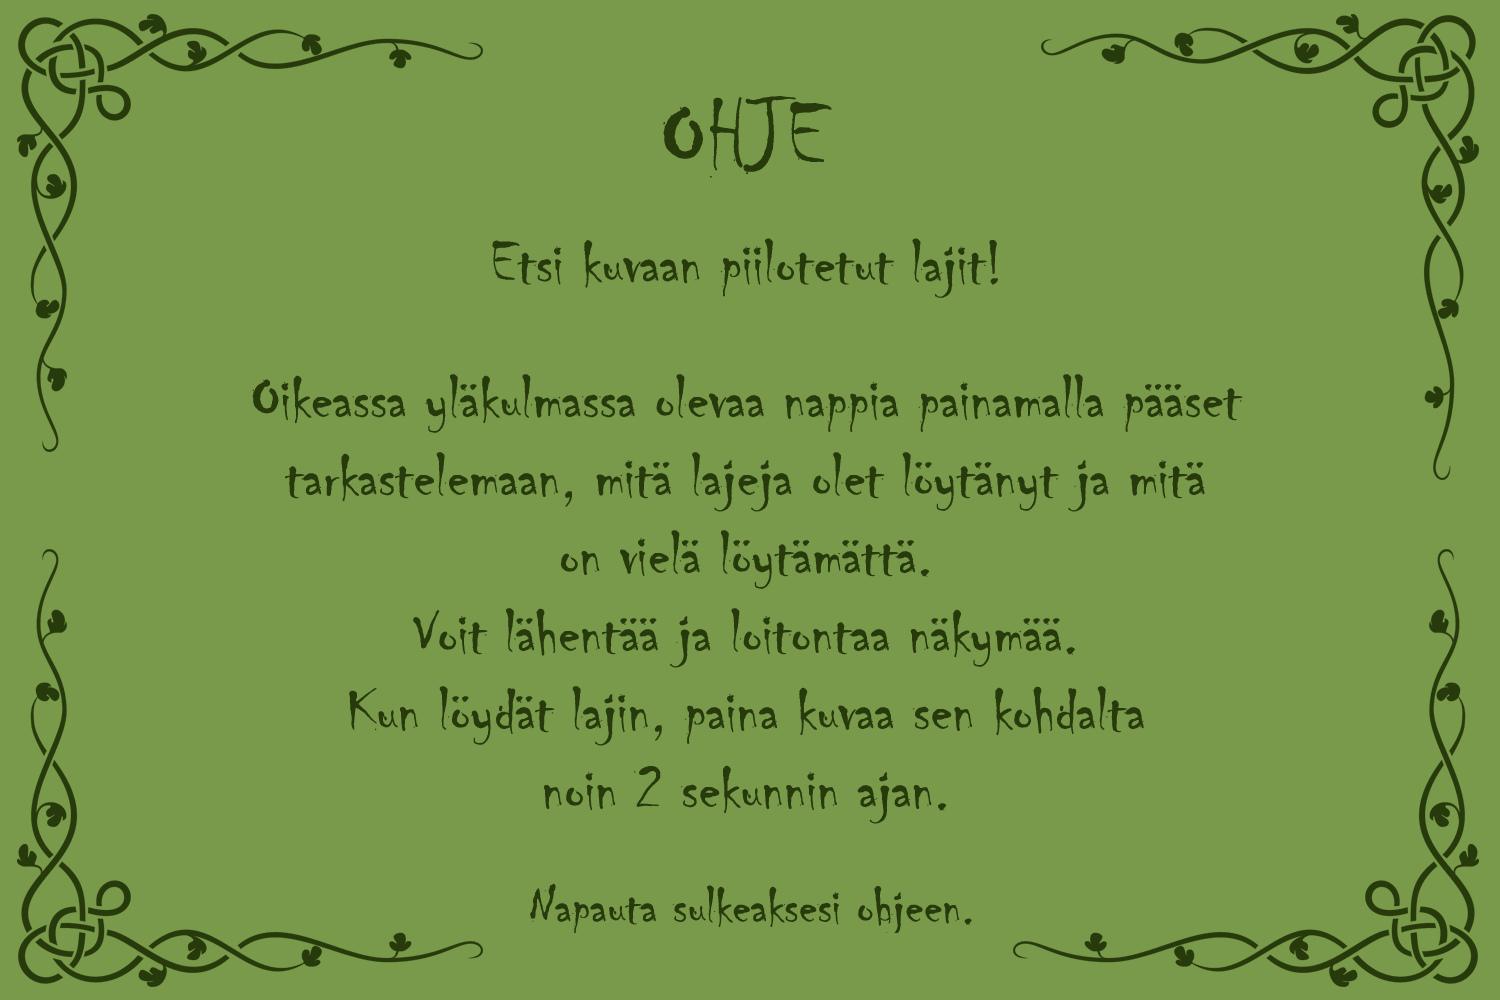 OHJE
Etsi kuvaan piilotetut lajit!
Oikeassa yläkulmassa olevaa nappia painamalla pääset
tarkastelemaan, mitä lajeja olet löytänyt ja mitä
on vielä löytämättä.
Voit lähentää ja loitontaa näkymää.
Kun löydät lajin, paina kuvaa sen kohdalta
noin 2 sekunnin ajan.
Napauta sulkeaksesi ohjeen.